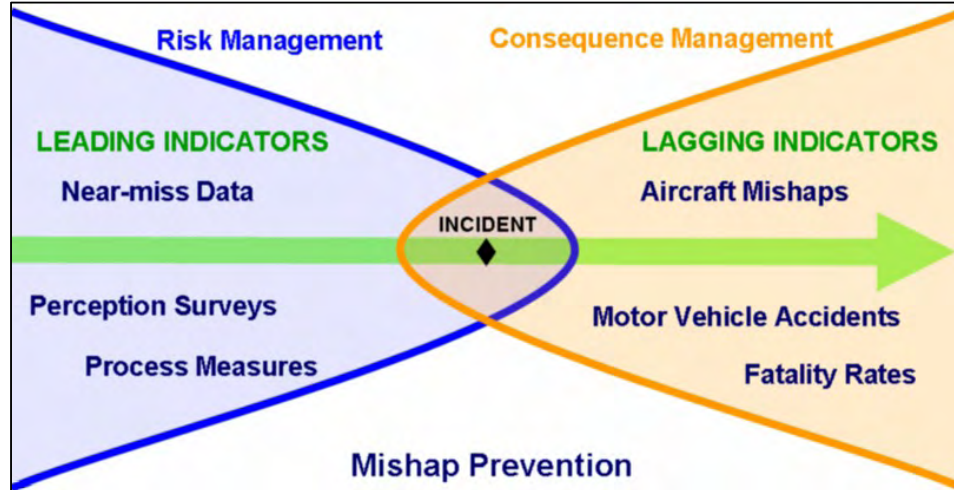 Risk Management
Consequence Management
LEADING INDICATORS
LAGGING INDICATORS
Near-miss Data
Aircraft Mishaps
INCIDENT
Perception Surveys
Motor Vehicle Accidents
Process Measures
Fatality Rates
Mishap Prevention